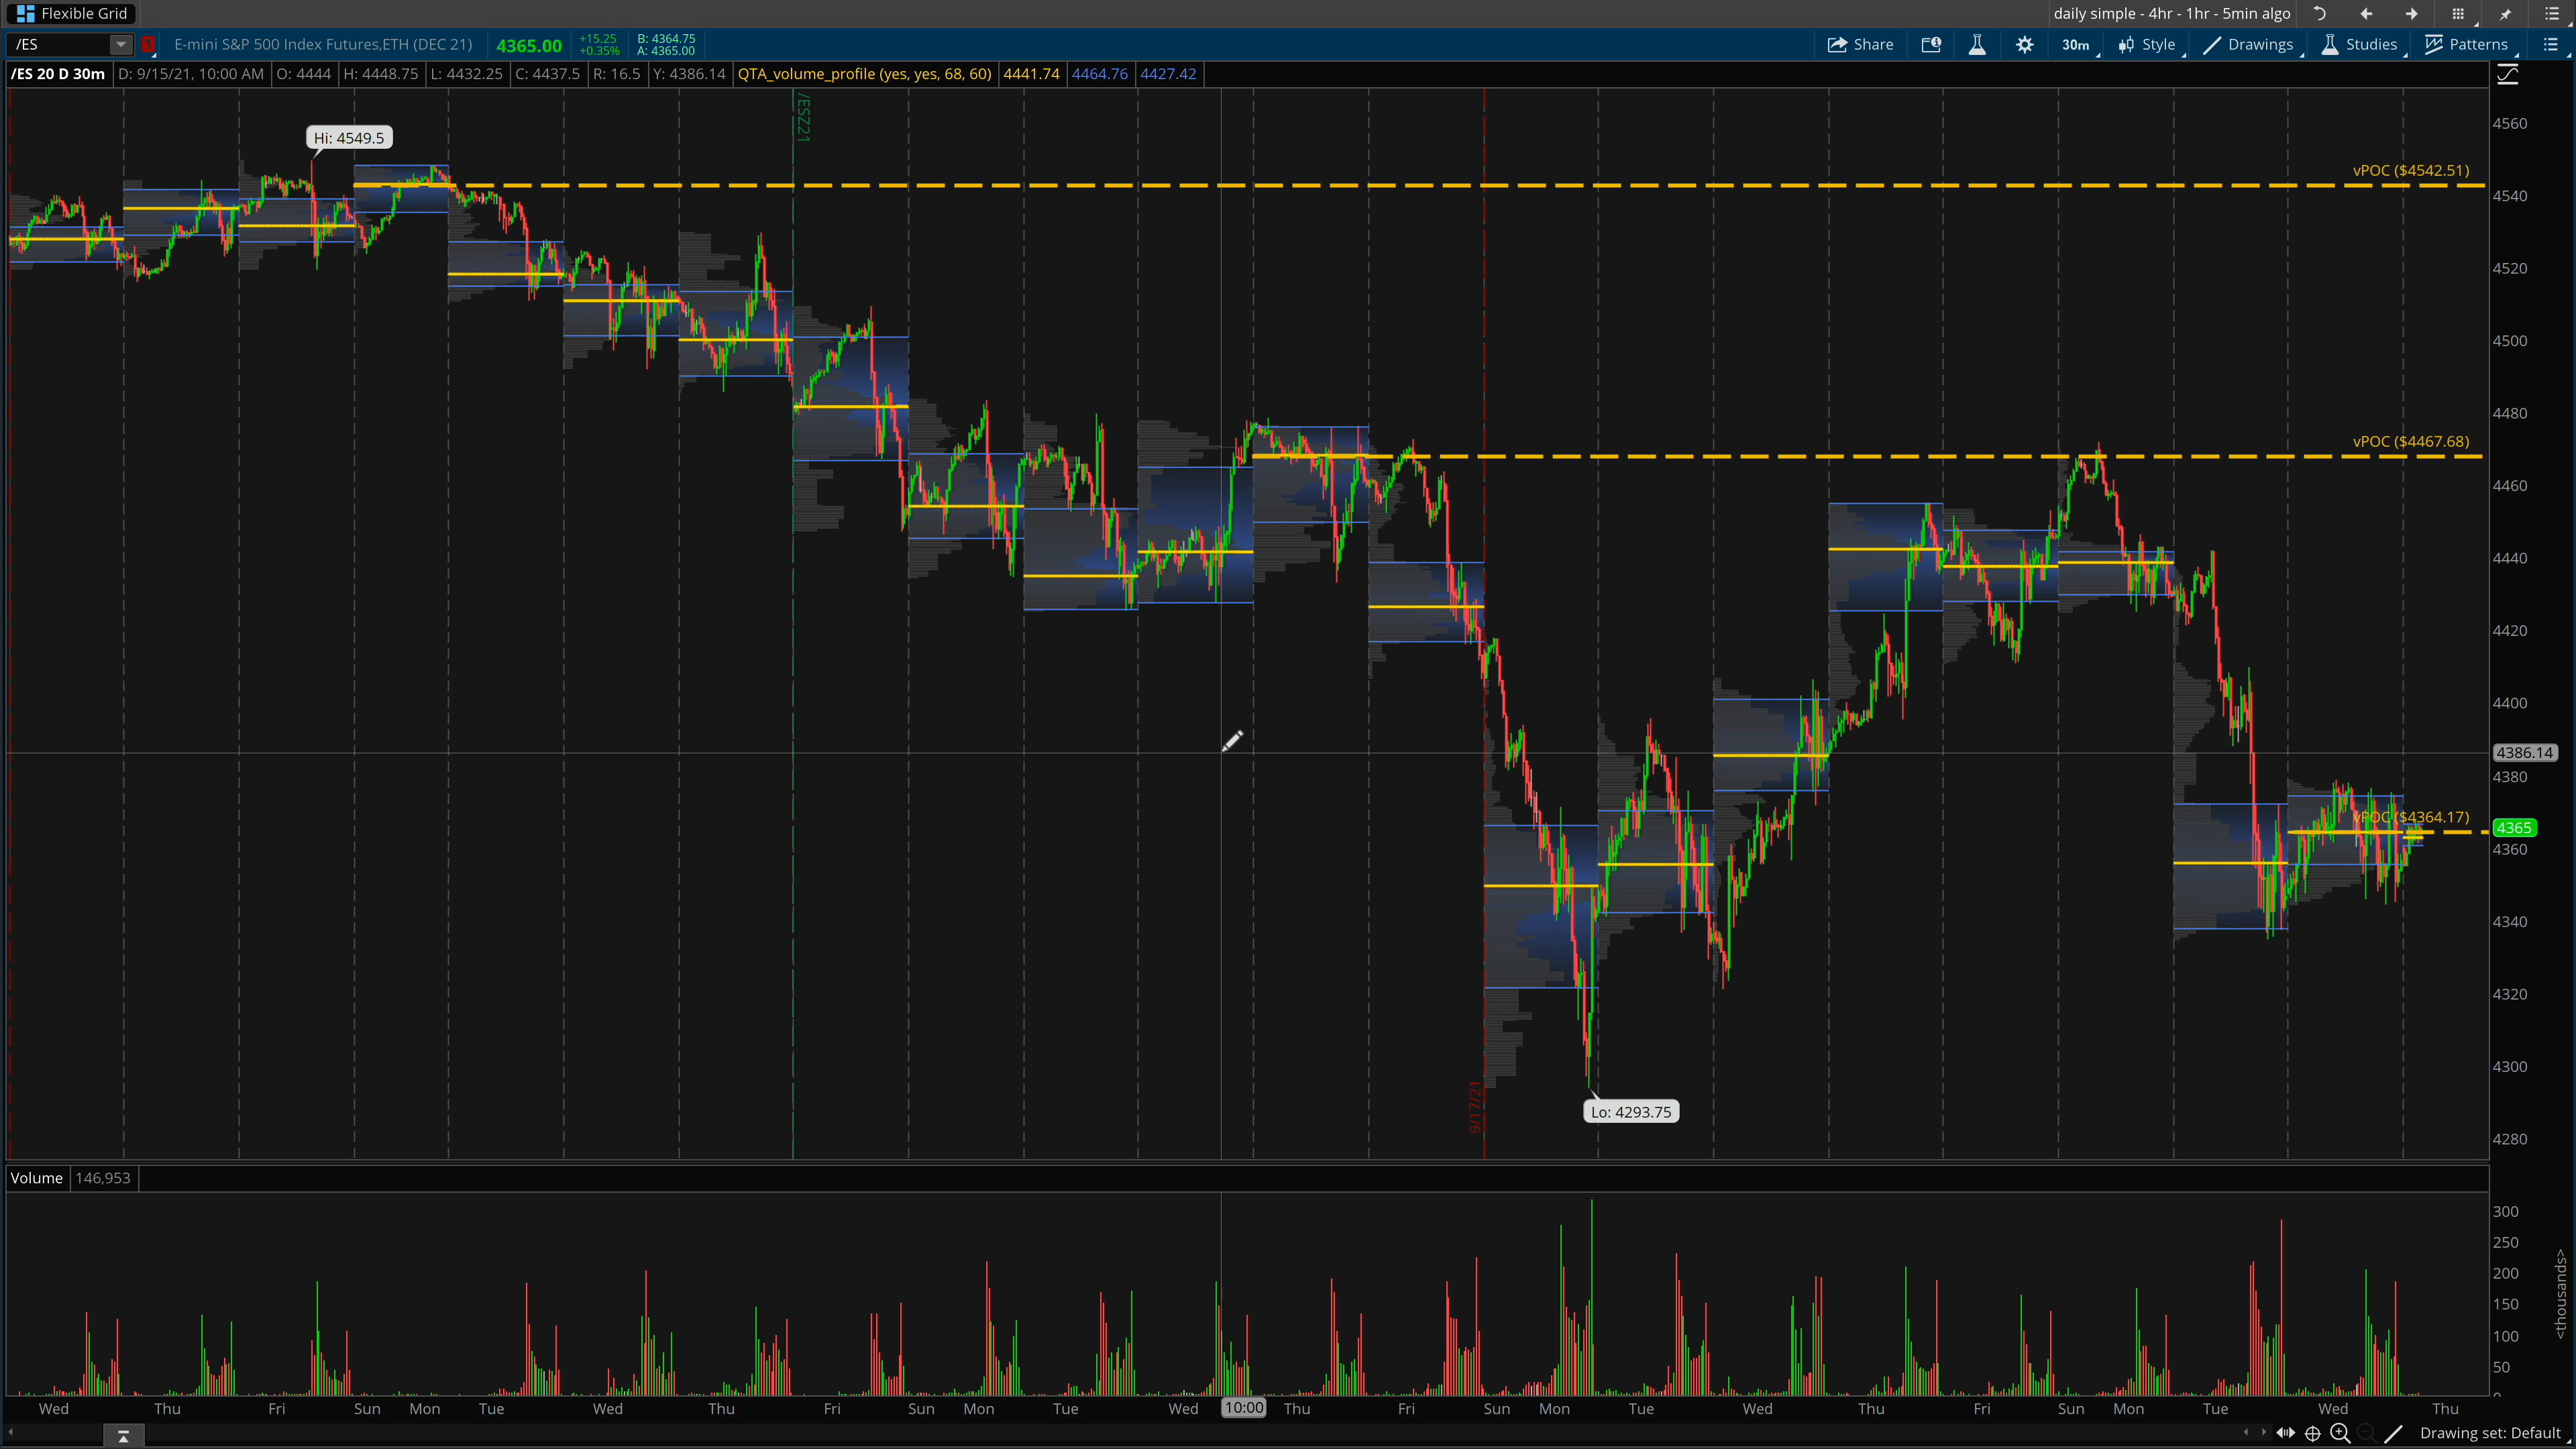 Flexible Grid
daily simple - 4hr - 1hr - 5min algo
/ES
E-mini S&P 500 Index Futures,ETH (DEC 21)
4365.00
+15.25
+0.35%
B: 4364.75
A: 4365.00
Share
30m
Style
Drawings
Studies
Patterns
/ES 20 D 30m
D: 9/15/21, 10:00 AM
O: 4444
H: 4448.75
L: 4432.25
C: 4437.5
R: 16.5
Y: 4386.14
QTA_volume_profile (yes, yes, 68, 60)
4441.74
4464.76
4427.42
/ESZ21
Hi: 4549.5
vPOC ($4542.51)
vPOC ($4467.68)
vPOC ($4364.17)
Lo: 4293.75
9/17/21
4560
4540
4520
4500
4480
4460
4440
4420
4400
4386.14
4380
4365
4360
4340
4320
4300
4280
Volume
146,953
300
250
200
150
100
50
0
<thousands>
Wed
Thu
Fri
Sun
Mon
Tue
Wed
Thu
Fri
Sun
Mon
Tue
Wed
10:00
Thu
Fri
Sun
Mon
Tue
Wed
Thu
Fri
Sun
Mon
Tue
Wed
Thu
Drawing set: Default